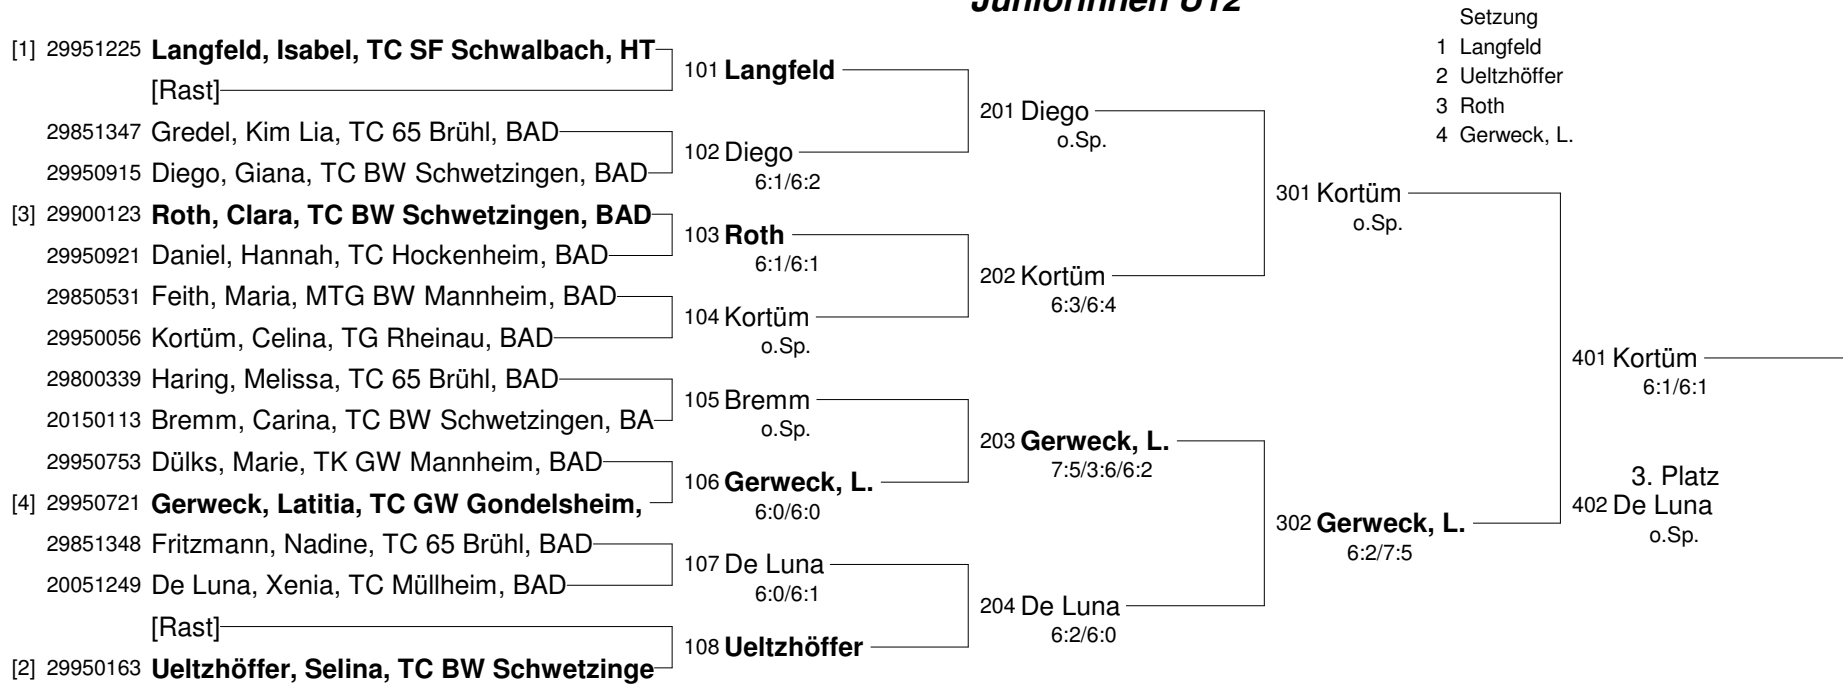 Juniorinnen U12
Setzung
1 Langfeld
2 Ueltzhöffer
3 Roth
4 Gerweck, L.
[1] 29951225 Langfeld, Isabel, TC SF Schwalbach, HT
[Rast]
29851347 Gredel, Kim Lia, TC 65 Brühl, BAD
29950915 Diego, Giana, TC BW Schwetzingen, BAD
[3] 29900123 Roth, Clara, TC BW Schwetzingen, BAD
29950921 Daniel, Hannah, TC Hockenheim, BAD
29850531 Feith, Maria, MTG BW Mannheim, BAD
29950056 Kortüm, Celina, TG Rheinau, BAD
29800339 Haring, Melissa, TC 65 Brühl, BAD
20150113 Bremm, Carina, TC BW Schwetzingen, BA
29950753 Dülks, Marie, TK GW Mannheim, BAD
[4] 29950721 Gerweck, Latitia, TC GW Gondelsheim,
29851348 Fritzmann, Nadine, TC 65 Brühl, BAD
20051249 De Luna, Xenia, TC Müllheim, BAD
[Rast]
[2] 29950163 Ueltzhöffer, Selina, TC BW Schwetzinge
101 Langfeld
102 Diego
6:1/6:2
103 Roth
6:1/6:1
104 Kortüm
o.Sp.
105 Bremm
o.Sp.
106 Gerweck, L.
6:0/6:0
107 De Luna
6:0/6:1
108 Ueltzhöffer
201 Diego
o.Sp.
202 Kortüm
6:3/6:4
203 Gerweck, L.
7:5/3:6/6:2
204 De Luna
6:2/6:0
301 Kortüm
o.Sp.
302 Gerweck, L.
6:2/7:5
401 Kortüm
6:1/6:1
3. Platz
402 De Luna
o.Sp.